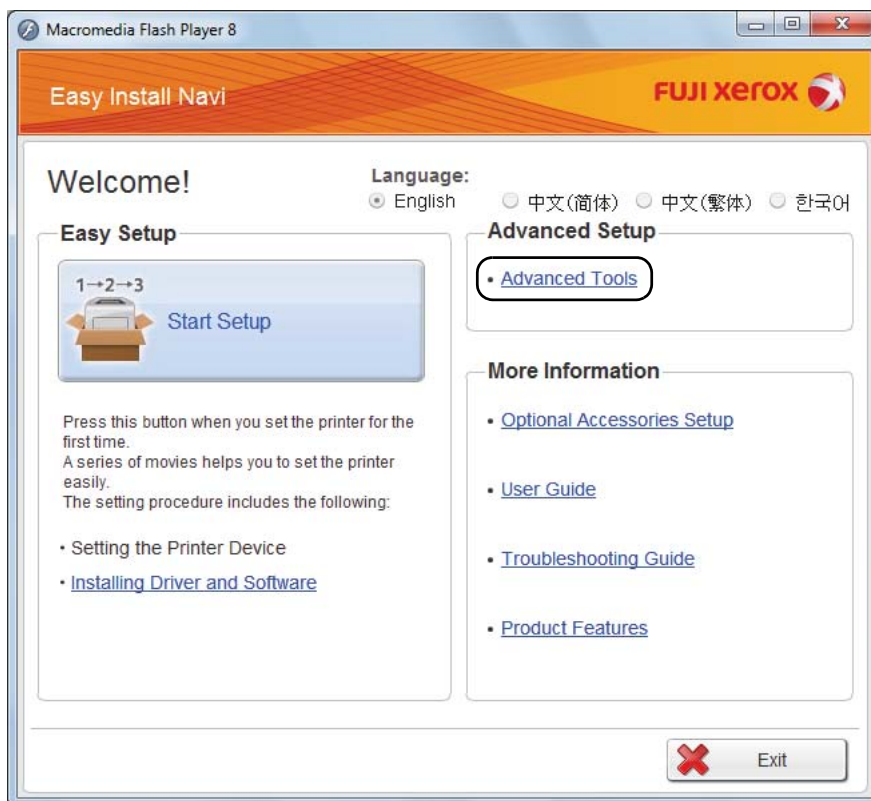 Macromedia Flash Player 8
Easy Install Navi
FUJI xerox
Welcome!
Language:
English
中文(简体)
中文(繁体)
한국어
Easy Setup
1→2→3
Start Setup
Press this button when you set the printer for the
first time.
A series of movies helps you to set the printer
easily.
The setting procedure includes the following:
• Setting the Printer Device
• Installing Driver and Software
Advanced Setup
• Advanced Tools
More Information
• Optional Accessories Setup
• User Guide
• Troubleshooting Guide
• Product Features
Exit